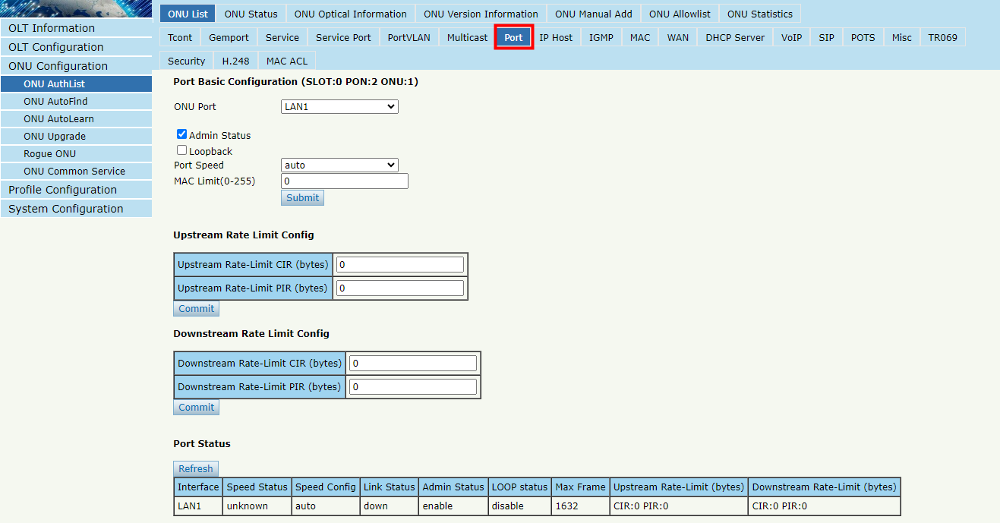 ONU List ONU Status ONU Optical Information ONU Version Information ONU Manual Add ONU Allowlist ONU Statistics
Tcont Gemport Service Service Port PortVLAN Multicast Port IP Host IGMP MAC WAN DHCP Server VoIP SIP POTS Misc TR069
Security H.248 MAC ACL
OLT Information
OLT Configuration
ONU Configuration
ONU AuthList
ONU AutoFind
ONU AutoLearn
ONU Upgrade
Rogue ONU
ONU Common Service
Profile Configuration
System Configuration
Port Basic Configuration (SLOT:0 PON:2 ONU:1)
ONU Port LAN1
Admin Status
Loopback
Port Speed auto
MAC Limit(0-255) 0
Submit
Upstream Rate Limit Config
Upstream Rate-Limit CIR (bytes) 0
Upstream Rate-Limit PIR (bytes) 0
Commit
Downstream Rate Limit Config
Downstream Rate-Limit CIR (bytes) 0
Downstream Rate-Limit PIR (bytes) 0
Commit
Port Status
Refresh
Interface Speed Status Speed Config Link Status Admin Status LOOP status Max Frame Upstream Rate-Limit (bytes) Downstream Rate-Limit (bytes)
LAN1 unknown auto down enable disable 1632 CIR:0 PIR:0 CIR:0 PIR:0